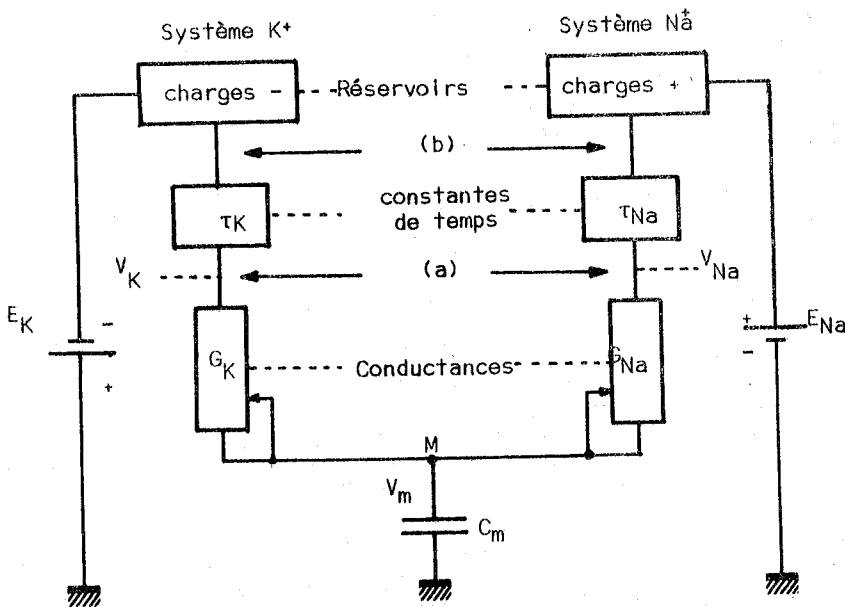 Système K+
Système Na+
charges -
Réservoirs
charges +
(b)
τK
constantes
de temps
τNa
VK
(a)
VNa
EK
-
+
+
-
ENa
GK
Conductances
GNa
M
Vm
Cm